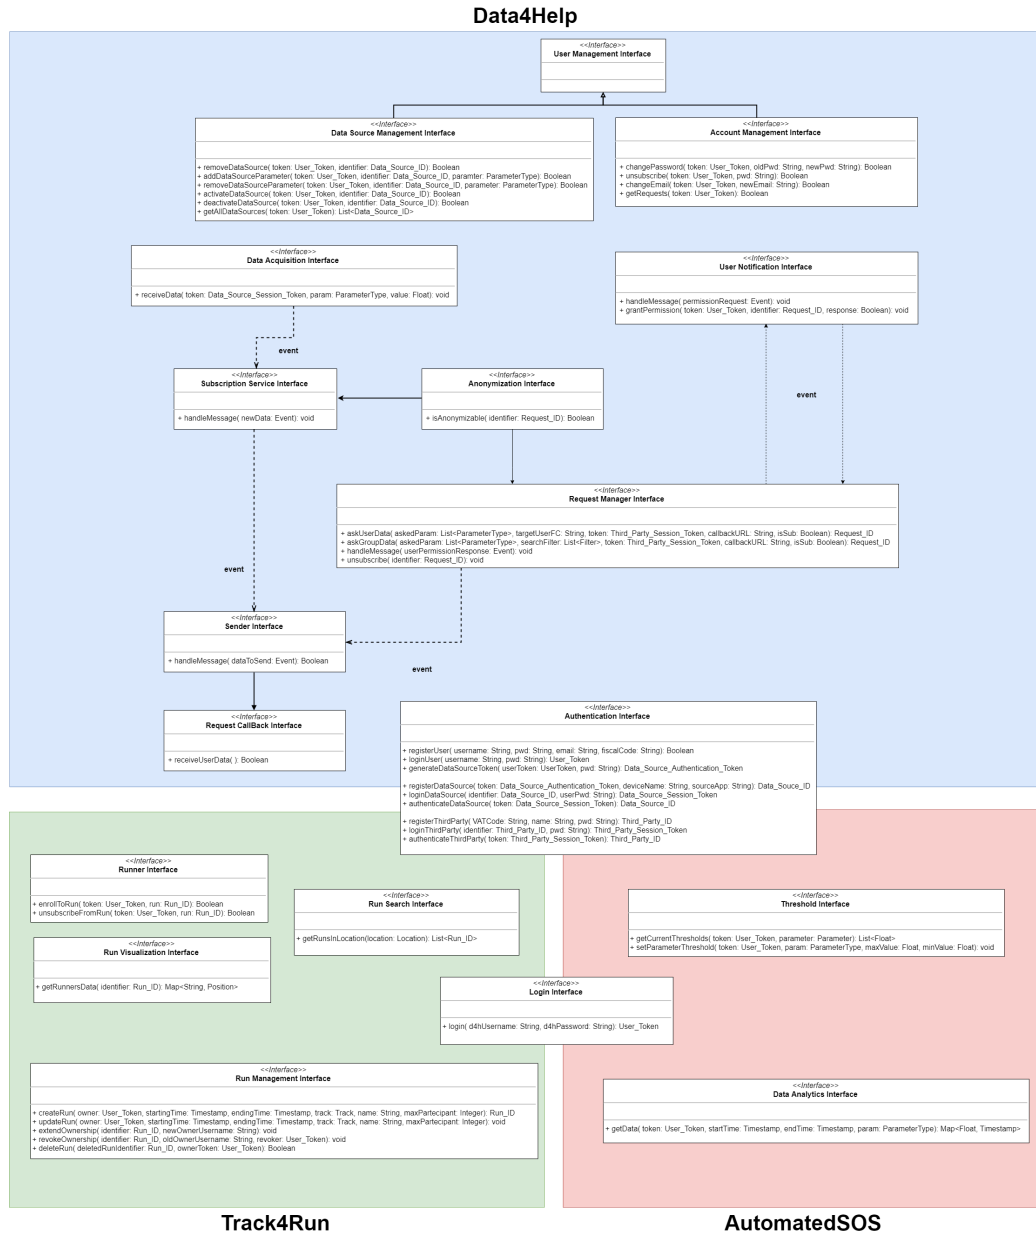 Data4Help
<<Interface>>
User Management Interface
<<Interface>>
Data Source Management Interface
+ removeDataSource( token: User_Token, identifier: Data_Source_ID): Boolean
+ addDataSourceParameter( token: User_Token, identifier: Data_Source_ID, paramter: ParameterType): Boolean
+ removeDataSourceParameter( token: User_Token, identifier: Data_Source_ID, parameter: ParameterType): Boolean
+ activateDataSource( token: User_Token, identifier: Data_Source_ID): Boolean
+ deactivateDataSource( token: User_Token, identifier: Data_Source_ID): Boolean
+ getAllDataSources( token: User_Token): List<Data_Source_ID>
<<Interface>>
Account Management Interface
+ changePassword( token: User_Token, oldPwd: String, newPwd: String): Boolean
+ unsubscribe( token: User_Token, pwd: String): Boolean
+ changeEmail( token: User_Token, newEmail: String): Boolean
+ getRequests( token: User_Token): Boolean
<<Interface>>
Data Acquisition Interface
+ receiveData( token: Data_Source_Session_Token, param: ParameterType, value: Float): void
<<Interface>>
User Notification Interface
+ handleMessage( permissionRequest: Event): void
+ grantPermission( token: User_Token, identifier: Request_ID, response: Boolean): void
event
<<Interface>>
Subscription Service Interface
+ handleMessage( newData: Event): void
<<Interface>>
Anonymization Interface
+ isAnonymizable( identifier: Request_ID): Boolean
event
<<Interface>>
Request Manager Interface
+ askUserData( askedParam: List<ParameterType>, targetUserFC: String, token: Third_Party_Session_Token, callbackURL: String, isSub: Boolean): Request_ID
+ askGroupData( askedParam: List<ParameterType>, searchFilter: List<Filter>, token: Third_Party_Session_Token, callbackURL: String, isSub: Boolean): Request_ID
+ handleMessage( userPermissionResponse: Event): void
+ unsubscribe( identifier: Request_ID): void
event
<<Interface>>
Sender Interface
+ handleMessage( dataToSend: Event): Boolean
event
<<Interface>>
Request CallBack Interface
+ receiveUserData( ): Boolean
<<Interface>>
Authentication Interface
+ registerUser( username: String, pwd: String, email: String, fiscalCode: String): Boolean
+ loginUser( username: String, pwd: String): User_Token
+ generateDataSourceToken( userToken: UserToken, pwd: String): Data_Source_Authentication_Token
+ registerDataSource( token: Data_Source_Authentication_Token, deviceName: String, sourceApp: String): Data_Souce_ID
+ loginDataSource( identifier: Data_Source_ID, userPwd: String): Data_Source_Session_Token
+ authenticateDataSource( token: Data_Source_Session_Token): Data_Source_ID
+ registerThirdParty( VATCode: String, name: String, pwd: String): Third_Party_ID
+ loginThirdParty( identifier: Third_Party_ID, pwd: String): Third_Party_Session_Token
+ authenticateThirdParty( token: Third_Party_Session_Token): Third_Party_ID
<<Interface>>
Runner Interface
+ enrollToRun( token: User_Token, run: Run_ID): Boolean
+ unsubscribeFromRun( token: User_Token, run: Run_ID): Boolean
<<Interface>>
Run Search Interface
+ getRunsInLocation(location: Location): List<Run_ID>
<<Interface>>
Threshold Interface
+ getCurrentThresholds( token: User_Token, parameter: Parameter): List<Float>
+ setParameterThreshold( token: User_Token, param: ParameterType, maxValue: Float, minValue: Float): void
<<Interface>>
Run Visualization Interface
+ getRunnersData( identifier: Run_ID): Map<String, Position>
<<Interface>>
Login Interface
+ login( d4hUsername: String, d4hPassword: String): User_Token
<<Interface>>
Run Management Interface
+ createRun( owner: User_Token, startingTime: Timestamp, endingTime: Timestamp, track: Track, name: String, maxPartecipant: Integer): Run_ID
+ updateRun( owner: User_Token, startingTime: Timestamp, endingTime: Timestamp, track: Track, name: String, maxPartecipant: Integer): void
+ extendOwnership( identifier: Run_ID, newOwnerUsername: String): void
+ revokeOwnership( identifier: Run_ID, oldOwnerUsername: String, revoker: User_Token): void
+ deleteRun( deletedRunIdentifier: Run_ID, ownerToken: User_Token): Boolean
<<Interface>>
Data Analytics Interface
+ getData( token: User_Token, startTime: Timestamp, endTime: Timestamp, param: ParameterType): Map<Float, Timestamp>
Track4Run
AutomatedSOS